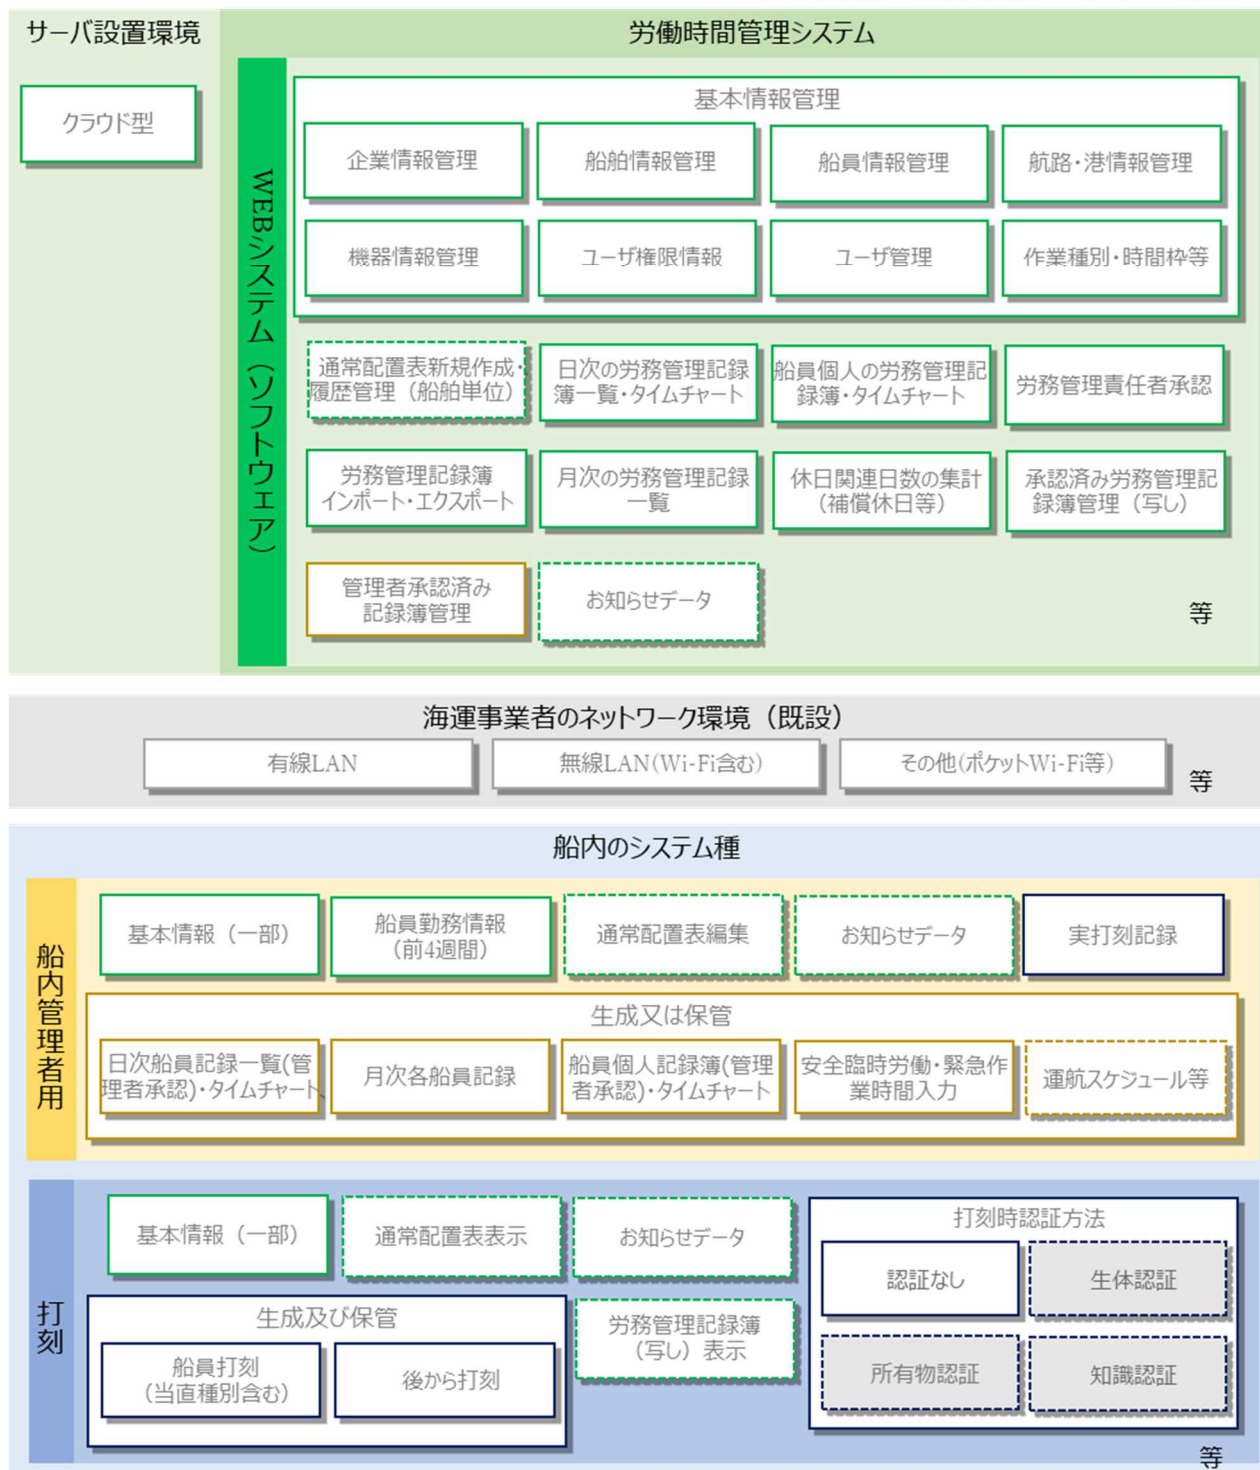 サーバ設置環境
労働時間管理システム
クラウド型
WEBシステム（ソフトウェア）
基本情報管理
企業情報管理
船舶情報管理
船員情報管理
航路・港情報管理
機器情報管理
ユーザ権限情報
ユーザ管理
作業種別・時間枠等
通常配置表新規作成・
履歴管理（船舶単位）
日次の労務管理記録
簿一覧・タイムチャート
船員個人の労務管理記
録簿・タイムチャート
労務管理責任者承認
労務管理記録簿
インポート・エクスポート
月次の労務管理記録
一覧
休日関連日数の集計
（補償休日等）
承認済み労務管理記
録簿管理（写し）
管理者承認済み
記録簿管理
お知らせデータ
等
海運事業者のネットワーク環境（既設）
有線LAN
無線LAN(Wi-Fi含む)
その他(ポケットWi-Fi等)
等
船内のシステム種
船内管理者用
基本情報（一部）
船員勤務情報
(前4週間)
通常配置表編集
お知らせデータ
実打刻記録
生成又は保管
日次船員記録一覧(管
理者承認)・タイムチャート、
月次各船員記録
船員個人記録簿(管理
者承認)・タイムチャート
安全臨時労働・緊急作
業時間入力
運航スケジュール等
打刻
基本情報（一部）
通常配置表表示
お知らせデータ
生成及び保管
船員打刻
(当直種別含む)
後から打刻
労務管理記録簿
（写し）表示
打刻時認証方法
認証なし
生体認証
所有物認証
知識認証
等